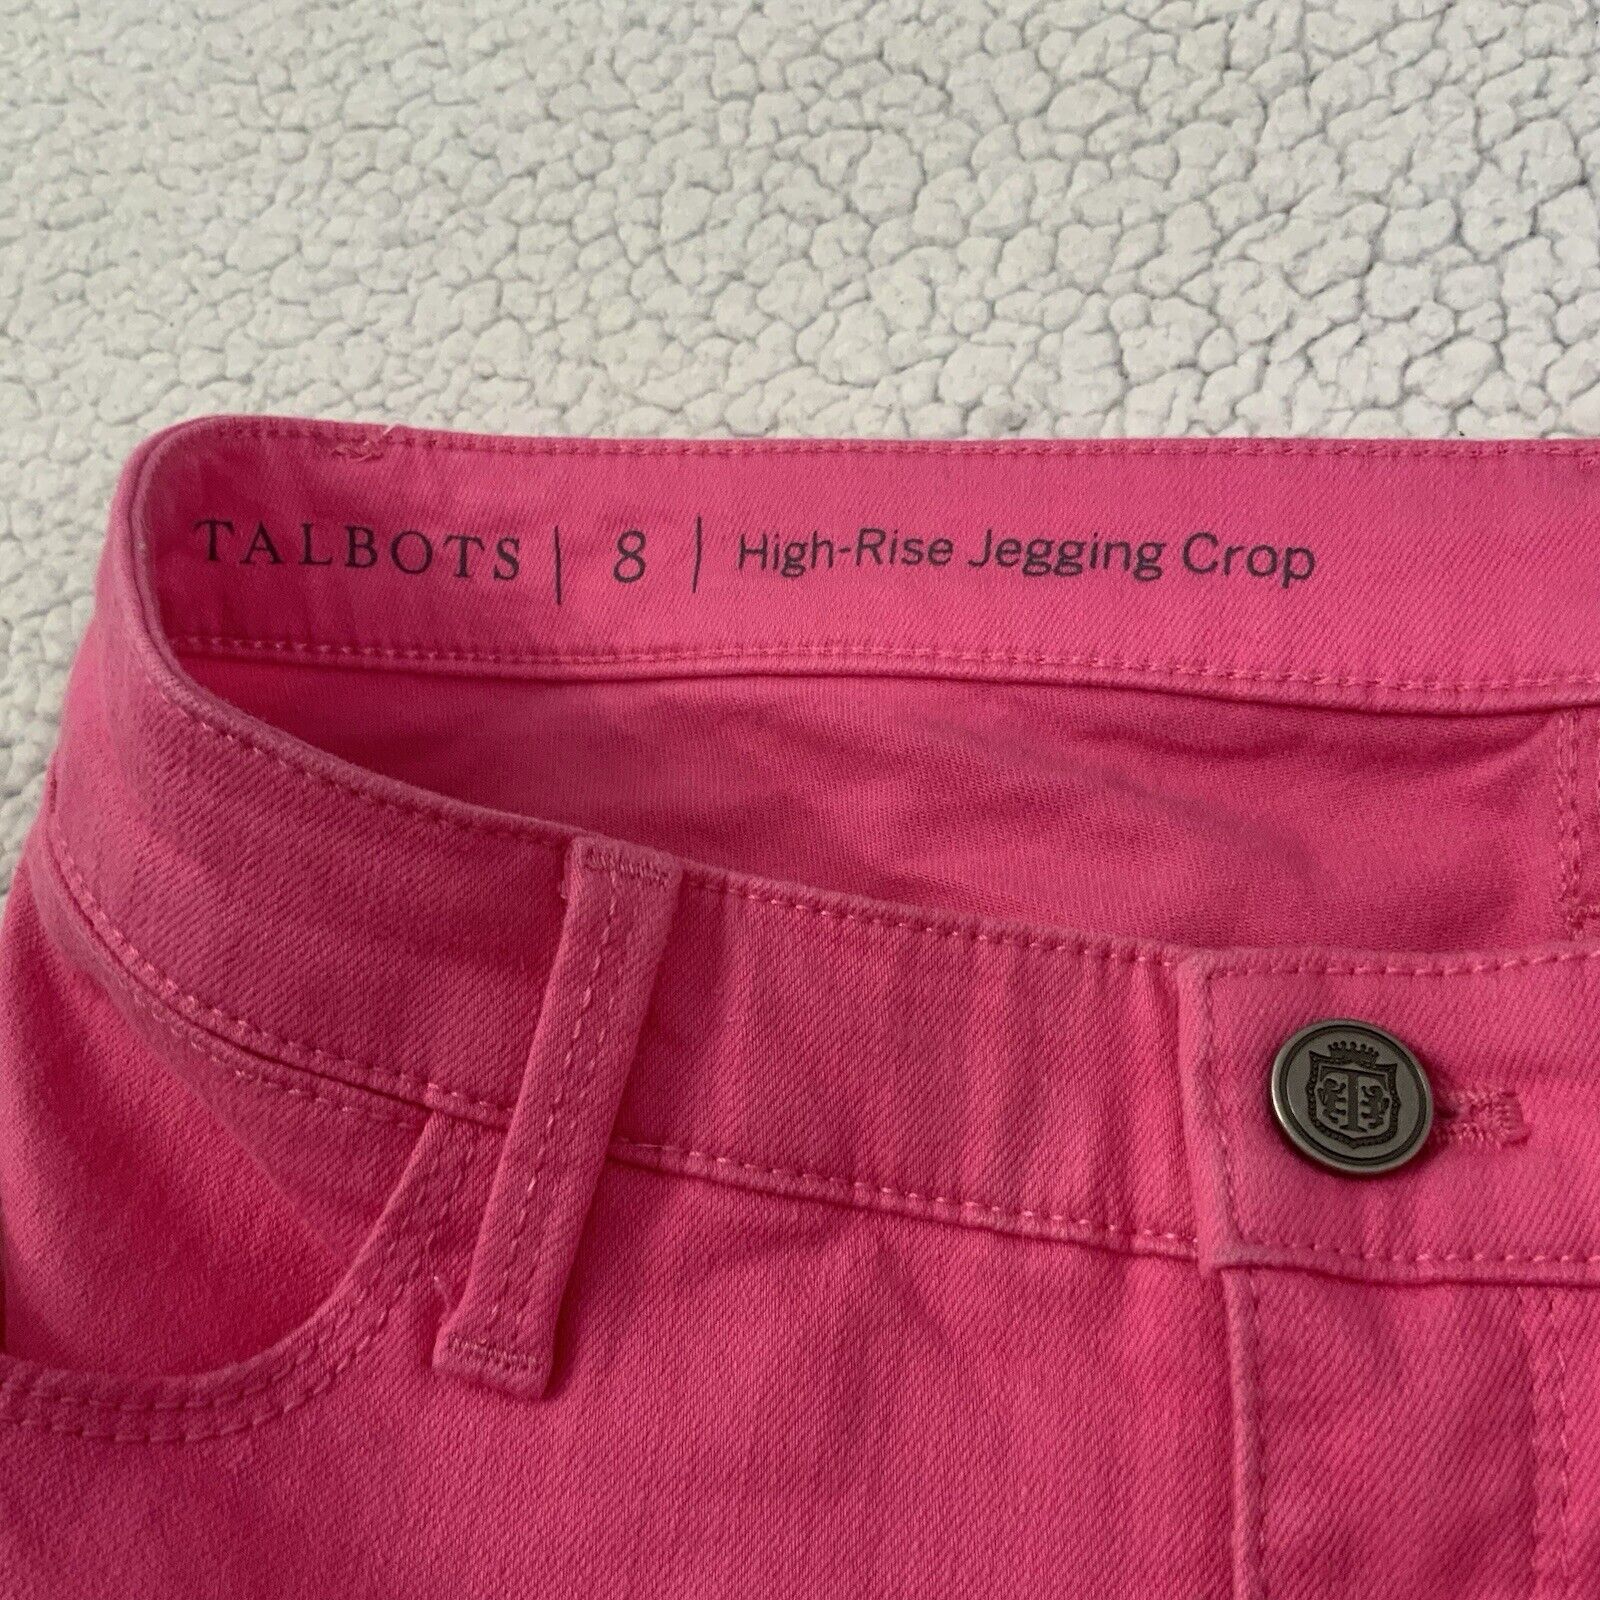 TALBOTS | 8 | High-Rise Jegging Crop
T